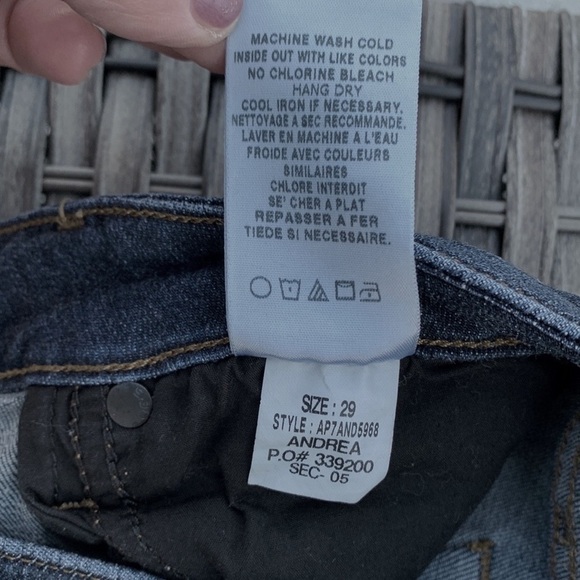 MACHINE WASH COLD
INSIDE OUT WITH LIKE COLORS
NO CHLORINE BLEACH
HANG DRY
COOL IRON IF NECESSARY.
NETTOYAGE A SEC RECOMMANDE.
LAVER EN MACHINE A L'EAU
FROIDE AVEC COULEURS
SIMILAIRES
CHLORE INTERDIT
SE' CHER A PLAT
REPASSER A FER
TIEDE SI NECESSAIRE.
SIZE : 29
STYLE : AP7AND5968
ANDREA
P.O# 339200
SEC- 05